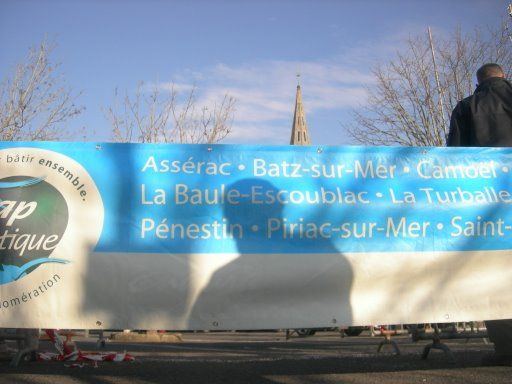 r bâtir ensemble.
ap
tique
omération
Assérac • Batz-sur-Mer • Camoël •
La Baule-Escoublac • La Turballe
Pénestin • Piriac-sur-Mer • Saint-